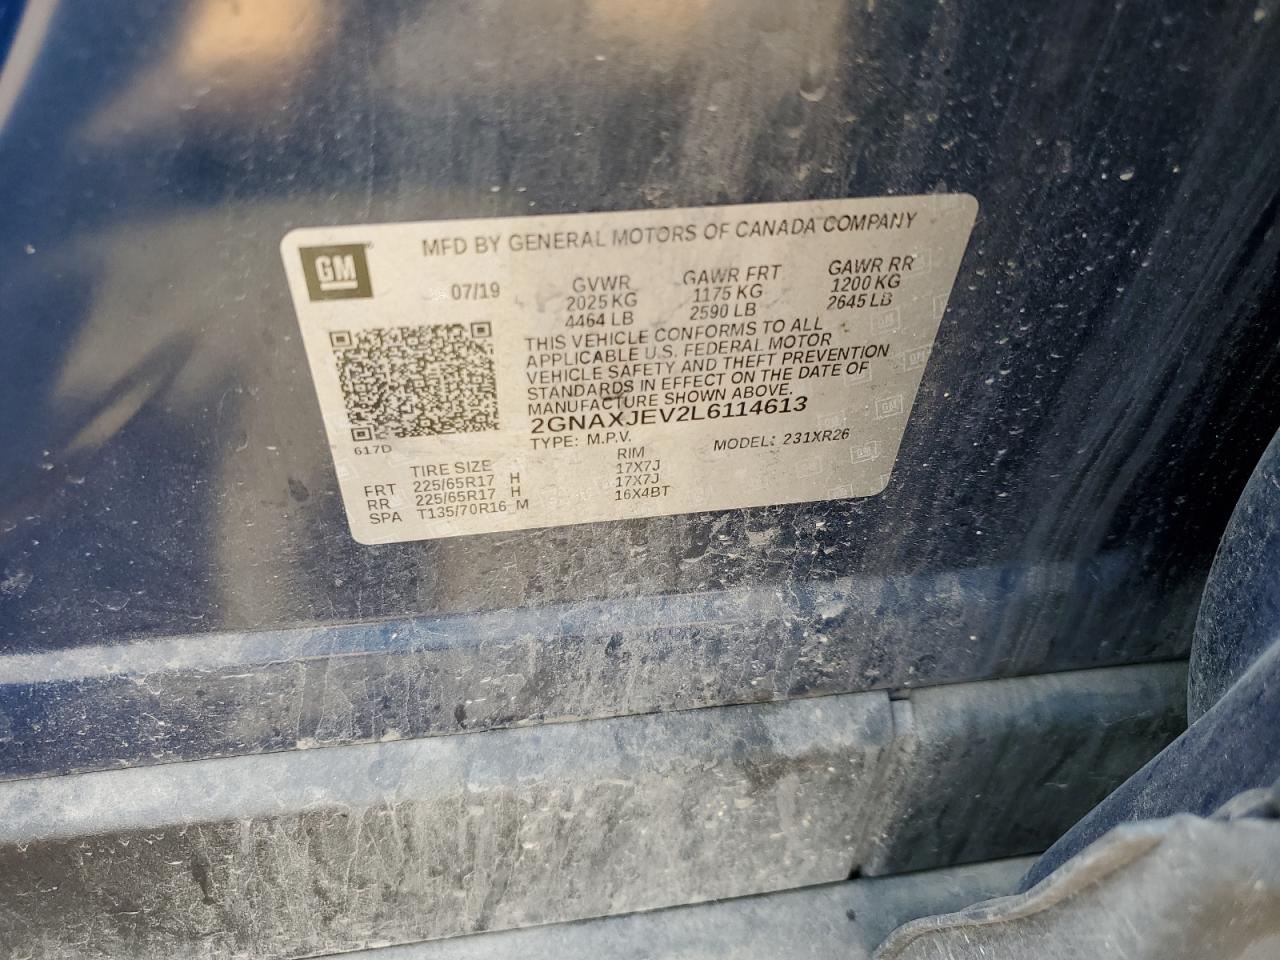 GM
MFD BY GENERAL MOTORS OF CANADA COMPANY
07/19
GVWR GAWR FRT GAWR RR
2025 KG 1175 KG 1200 KG
4464 LB 2590 LB 2645 LB
THIS VEHICLE CONFORMS TO ALL
APPLICABLE U.S. FEDERAL MOTOR
VEHICLE SAFETY AND THEFT PREVENTION
STANDARDS IN EFFECT ON THE DATE OF
MANUFACTURE SHOWN ABOVE.
2GNAXJEV2L6114613
617D
TYPE: M.P.V. MODEL: 231XR26
TIRE SIZE RIM
FRT 225/65R17 H 17X7J
RR 225/65R17 H 17X7J
SPA T135/70R16 M 16X4BT